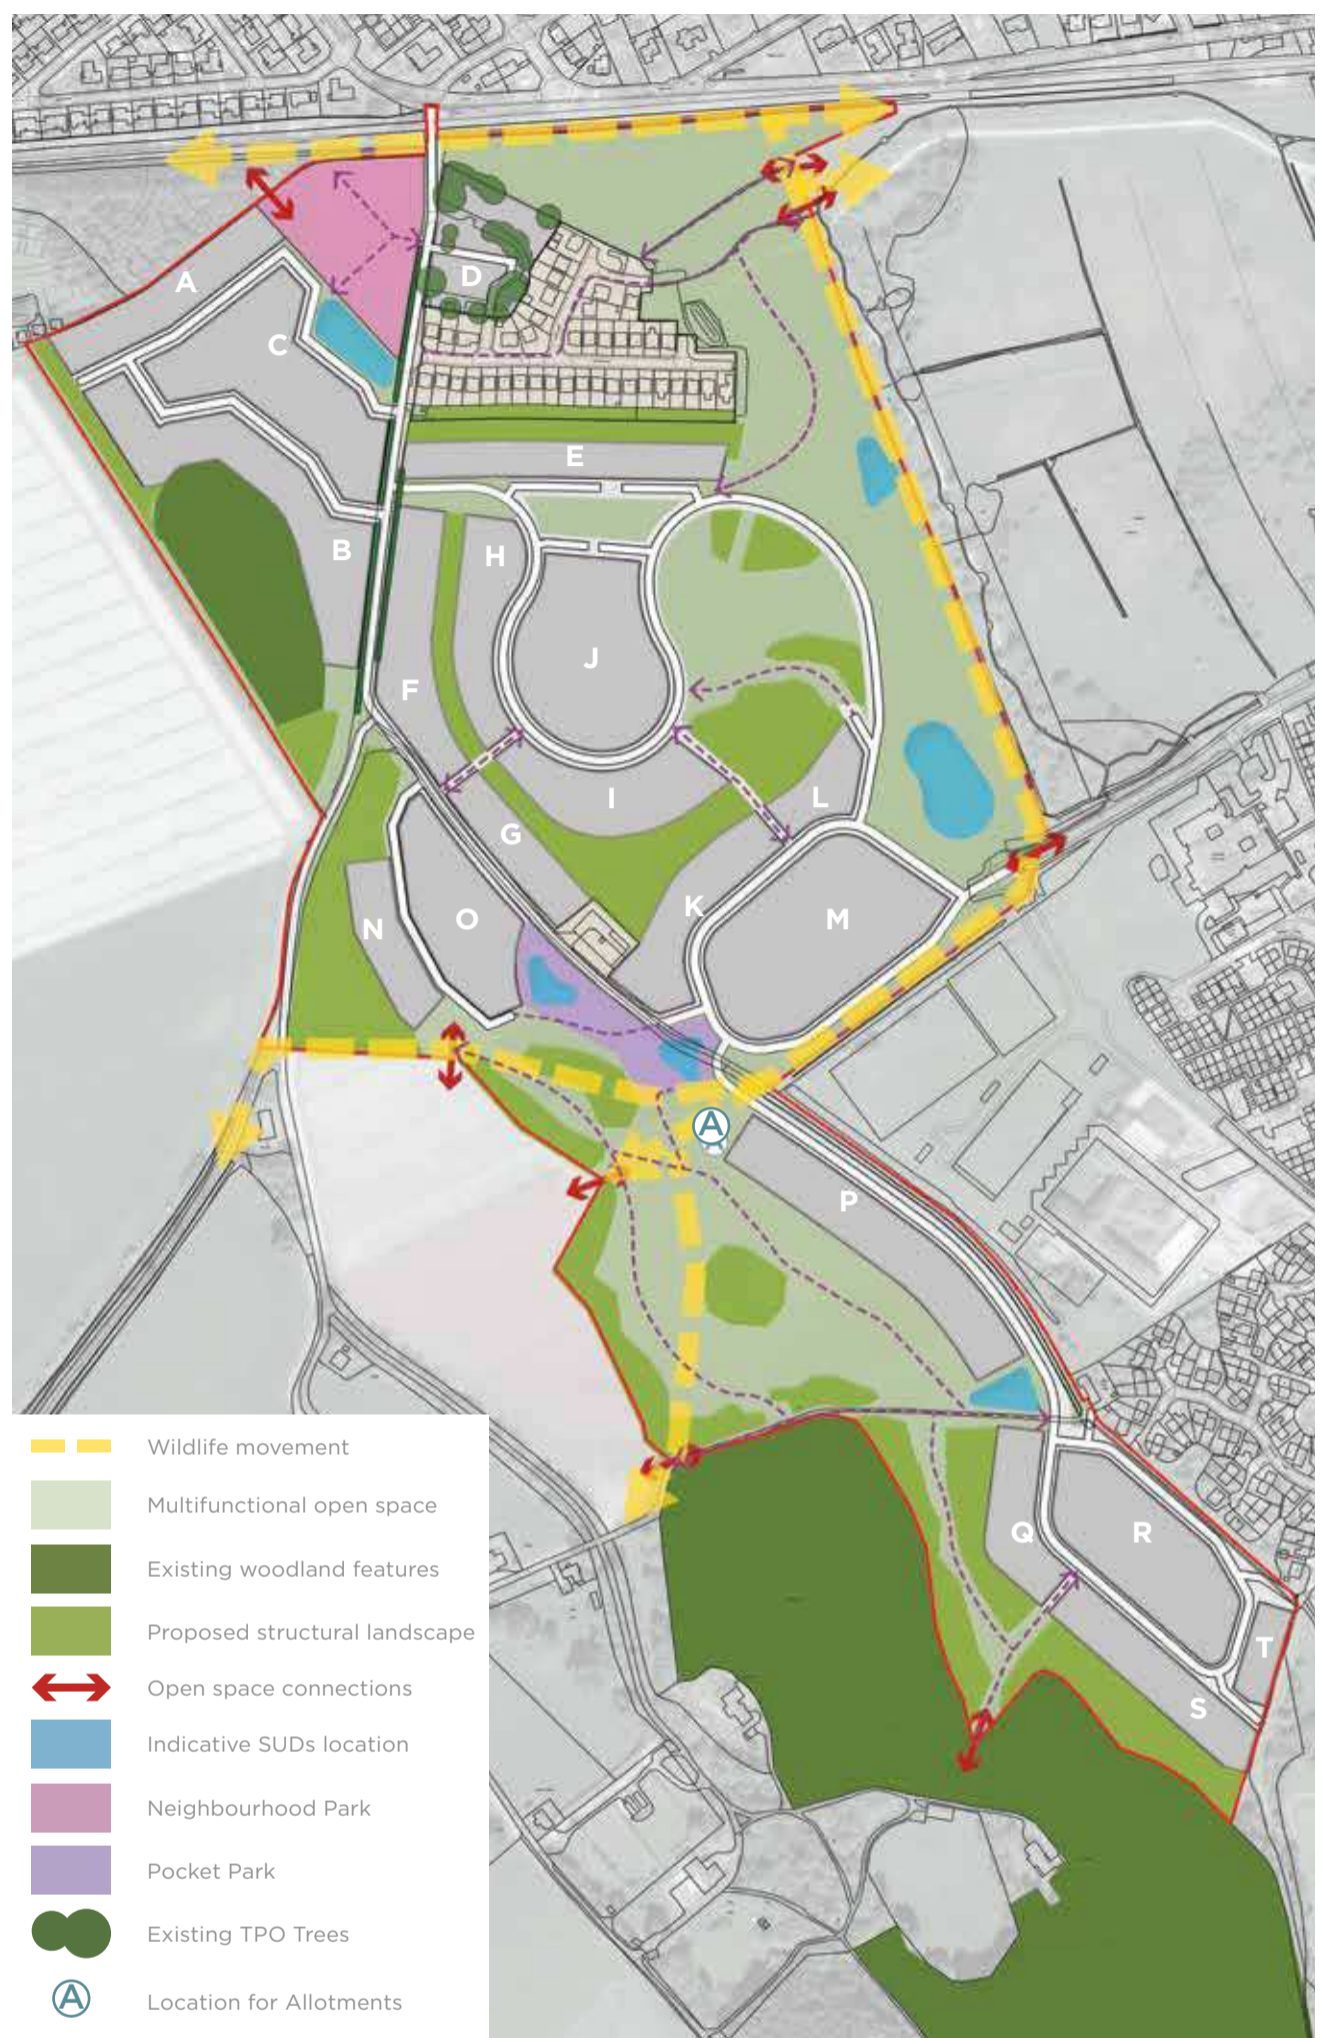 A
D
C
E
B
H
J
F
I
L
G
K
M
N
O
A
P
Q
R
T
S
Wildlife movement
Multifunctional open space
Existing woodland features
Proposed structural landscape
Open space connections
Indicative SUDs location
Neighbourhood Park
Pocket Park
Existing TPO Trees
A Location for Allotments